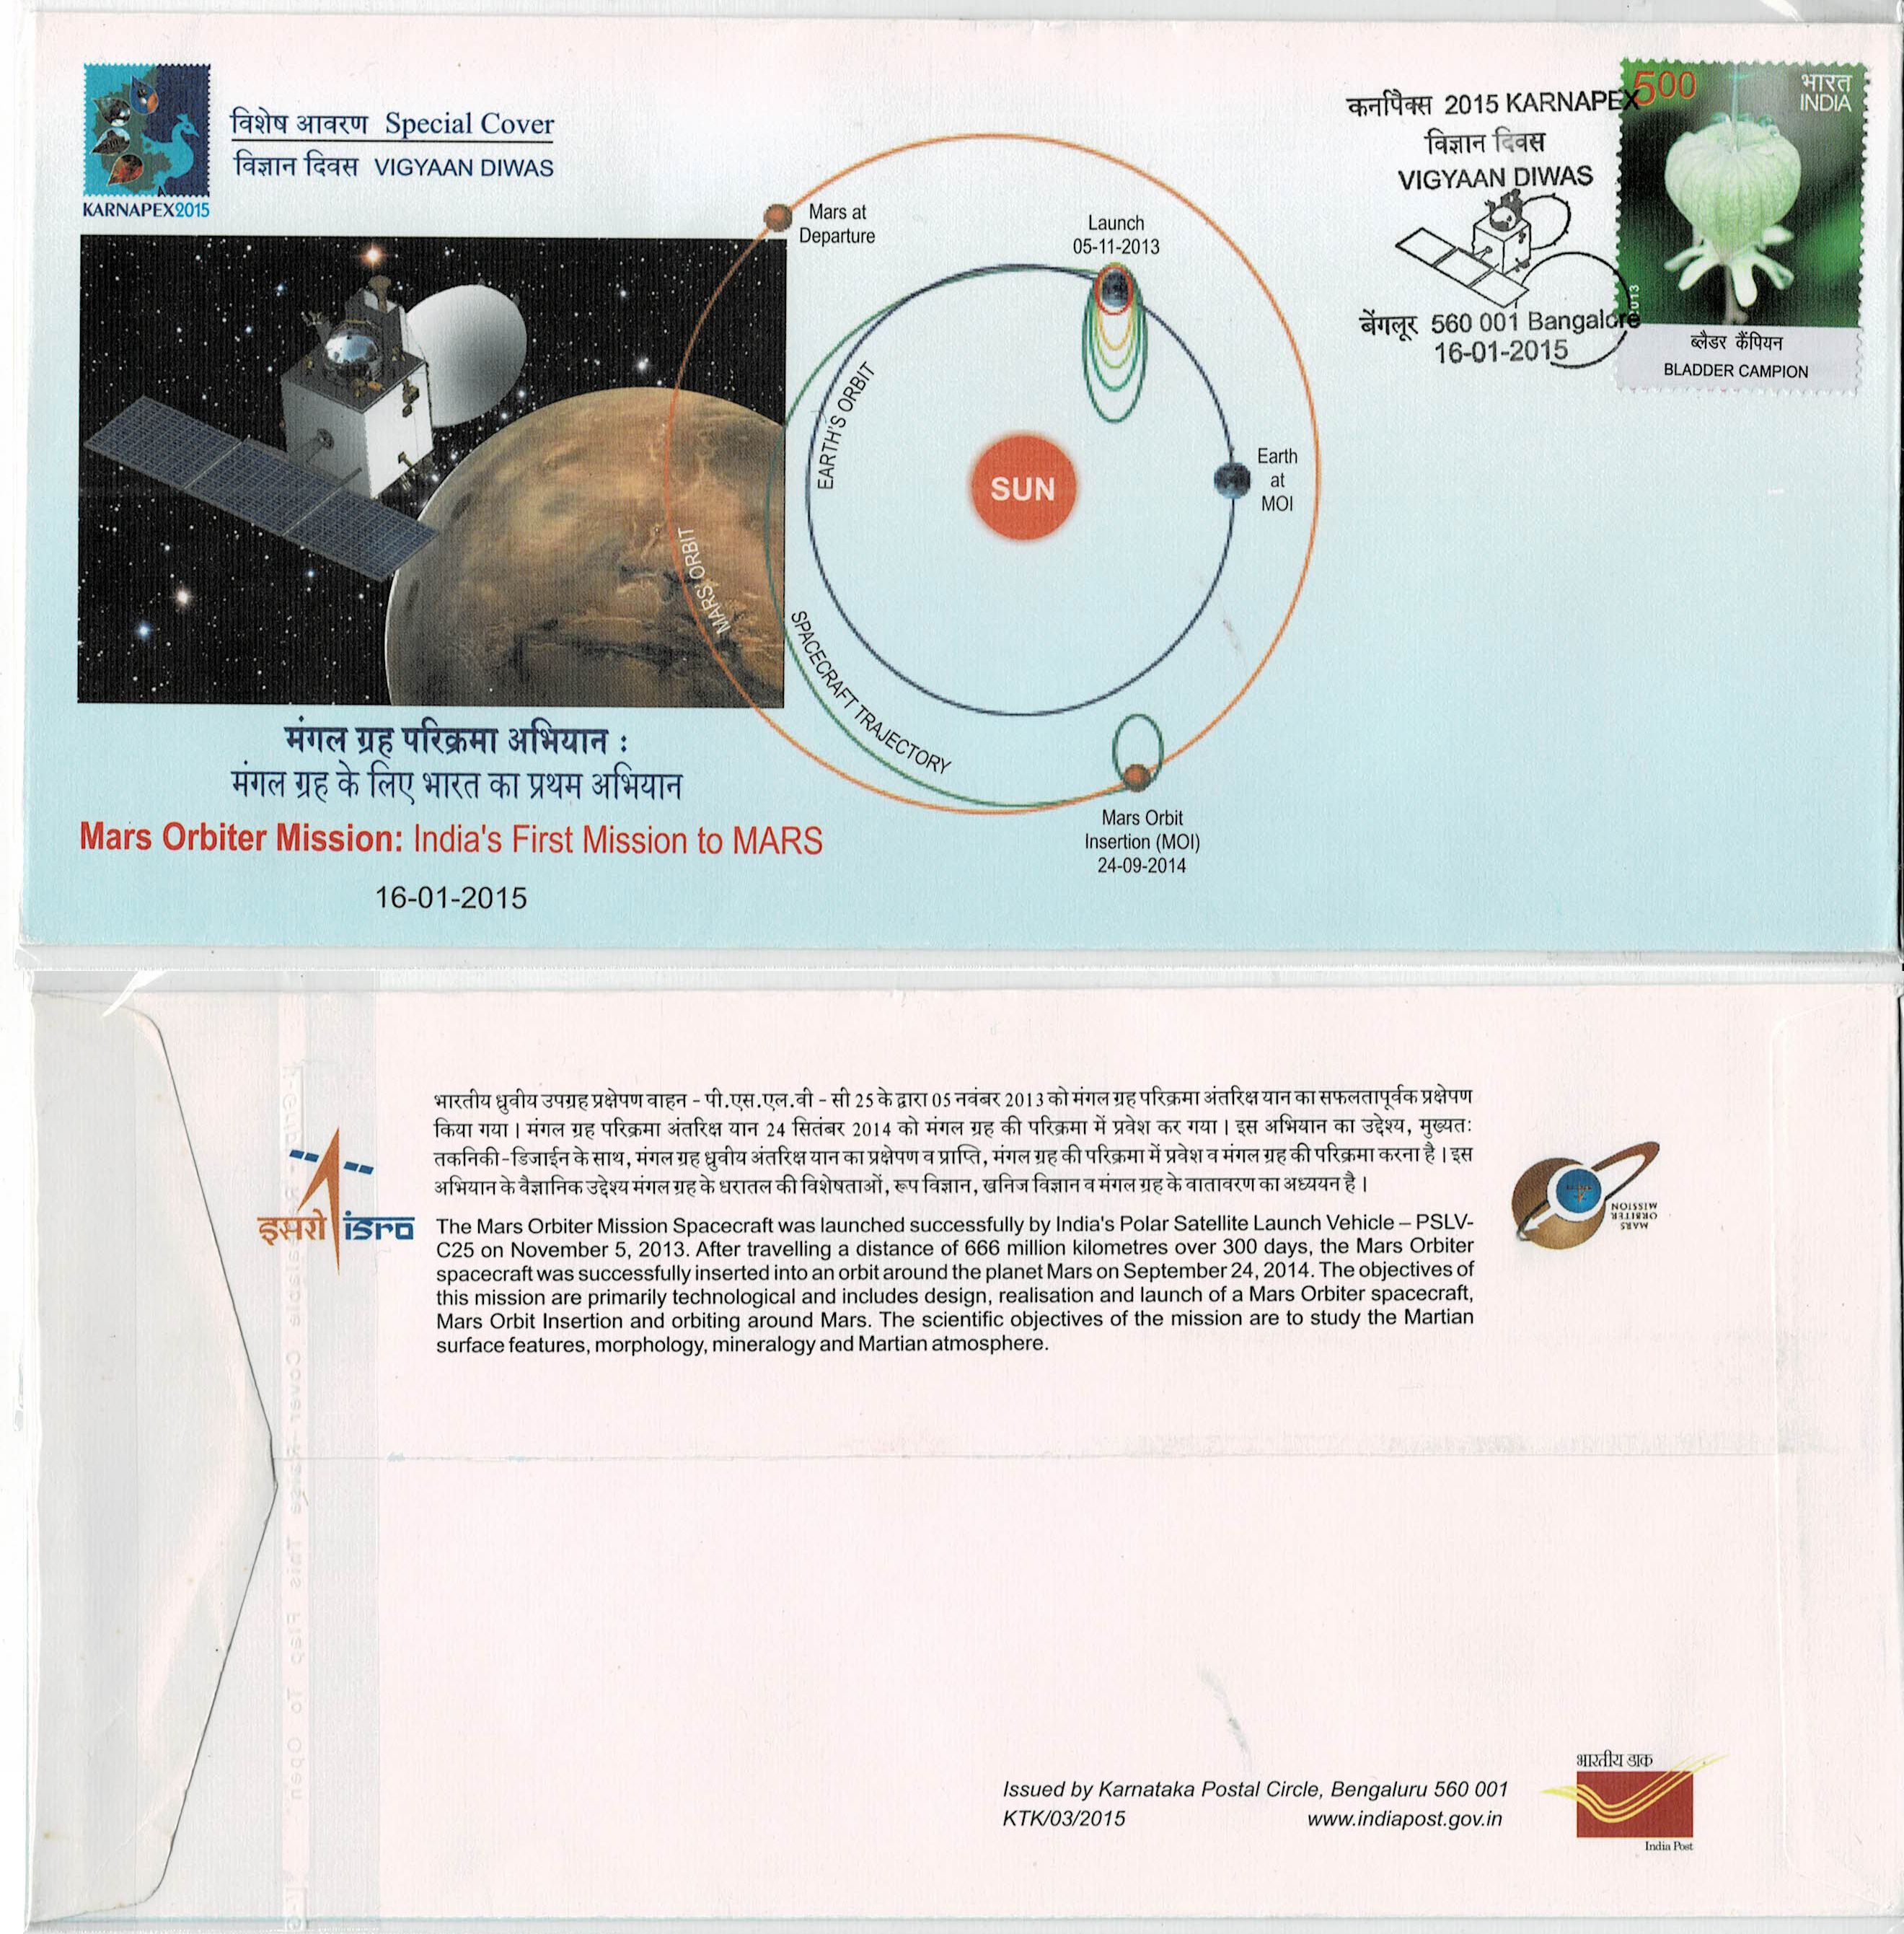 KARNAPEX2015
विशेष आवरण Special Cover
विज्ञान दिवस VIGYAAN DIWAS
Mars at
Departure
Launch
05-11-2013
EARTH'S ORBIT
SUN
Earth
at
MOI
MARS' ORBIT
SPACECRAFT TRAJECTORY
Mars Orbit
Insertion (MOI)
24-09-2014
कर्नापैक्स 2015 KARNAPEX
विज्ञान दिवस
VIGYAAN DIWAS
बेंगलूर 560 001 Bangalore
16-01-2015
500
भारत
INDIA
ब्लैडर कैंपियन
BLADDER CAMPION
मंगल ग्रह परिक्रमा अभियान :
मंगल ग्रह के लिए भारत का प्रथम अभियान
Mars Orbiter Mission: India's First Mission to MARS
16-01-2015
भारतीय ध्रुवीय उपग्रह प्रक्षेपण वाहन - पी.एस.एल.वी - सी 25 के द्वारा 05 नवंबर 2013 को मंगल ग्रह परिक्रमा अंतरिक्ष यान का सफलतापूर्वक प्रक्षेपण
किया गया । मंगल ग्रह परिक्रमा अंतरिक्ष यान 24 सितंबर 2014 को मंगल ग्रह की परिक्रमा में प्रवेश कर गया । इस अभियान का उद्देश्य, मुख्यतः
तकनिकी-डिजाईन के साथ, मंगल ग्रह ध्रुवीय अंतरिक्ष यान का प्रक्षेपण व प्राप्ति, मंगल ग्रह की परिक्रमा में प्रवेश व मंगल ग्रह की परिक्रमा करना है । इस
अभियान के वैज्ञानिक उद्देश्य मंगल ग्रह के धरातल की विशेषताओं, रूप विज्ञान, खनिज विज्ञान व मंगल ग्रह के वातावरण का अध्ययन है ।
इसरो isro
The Mars Orbiter Mission Spacecraft was launched successfully by India's Polar Satellite Launch Vehicle – PSLV-
C25 on November 5, 2013. After travelling a distance of 666 million kilometres over 300 days, the Mars Orbiter
spacecraft was successfully inserted into an orbit around the planet Mars on September 24, 2014. The objectives of
this mission are primarily technological and includes design, realisation and launch of a Mars Orbiter spacecraft,
Mars Orbit Insertion and orbiting around Mars. The scientific objectives of the mission are to study the Martian
surface features, morphology, mineralogy and Martian atmosphere.
MARS
ORBITER
MISSION
Issued by Karnataka Postal Circle, Bengaluru 560 001
KTK/03/2015 www.indiapost.gov.in
भारतीय डाक
India Post